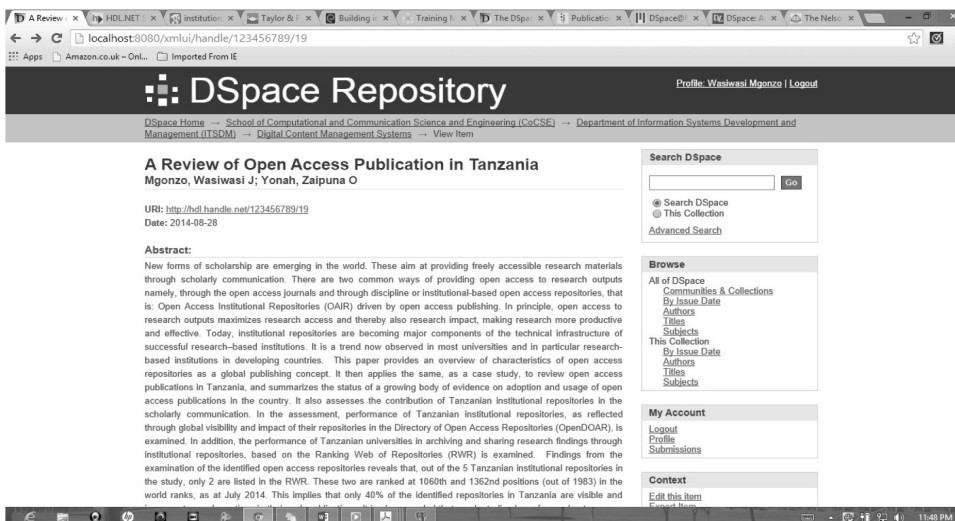 A Review
HDL.NET
institution
Taylor & F
Building in
Training
The DSpac
Publicatio
DSpace@
DSpace: A
The Nelso
localhost:8080/xmlui/handle/123456789/19
Apps Amazon.co.uk – Onl... Imported From IE
DSpace Repository
Profile: Wasiwasi Mgonzo | Logout
DSpace Home → School of Computational and Communication Science and Engineering (CoCSE) → Department of Information Systems Development and
Management (ITSDM) → Digital Content Management Systems → View Item
A Review of Open Access Publication in Tanzania
Mgonzo, Wasiwasi J; Yonah, Zaipuna O
URI: http://hdl.handle.net/123456789/19
Date: 2014-08-28
Abstract:
New forms of scholarship are emerging in the world. These aim at providing freely accessible research materials
through scholarly communication. There are two common ways of providing open access to research outputs
namely, through the open access journals and through discipline or institutional-based open access repositories, that
is: Open Access Institutional Repositories (OAIR) driven by open access publishing. In principle, open access to
research outputs maximizes research access and thereby also research impact, making research more productive
and effective. Today, institutional repositories are becoming major components of the technical infrastructure of
successful research–based institutions. It is a trend now observed in most universities and in particular research-
based institutions in developing countries. This paper provides an overview of characteristics of open access
repositories as a global publishing concept. It then applies the same, as a case study, to review open access
publications in Tanzania, and summarizes the status of a growing body of evidence on adoption and usage of open
access publications in the country. It also assesses the contribution of Tanzanian institutional repositories in the
scholarly communication. In the assessment, performance of Tanzanian institutional repositories, as reflected
through global visibility and impact of their repositories in the Directory of Open Access Repositories (OpenDOAR), is
examined. In addition, the performance of Tanzanian universities in archiving and sharing research findings through
institutional repositories, based on the Ranking Web of Repositories (RWR) is examined. Findings from the
examination of the identified open access repositories reveals that, out of the 5 Tanzanian institutional repositories in
the study, only 2 are listed in the RWR. These two are ranked at 1060th and 1362nd positions (out of 1983) in the
world ranks, as at July 2014. This implies that only 40% of the identified repositories in Tanzania are visible and
Search DSpace
Go
Search DSpace
This Collection
Advanced Search
Browse
All of DSpace
Communities & Collections
By Issue Date
Authors
Titles
Subjects
This Collection
By Issue Date
Authors
Titles
Subjects
My Account
Logout
Profile
Submissions
Context
Edit this item
Export Item
11:48 PM